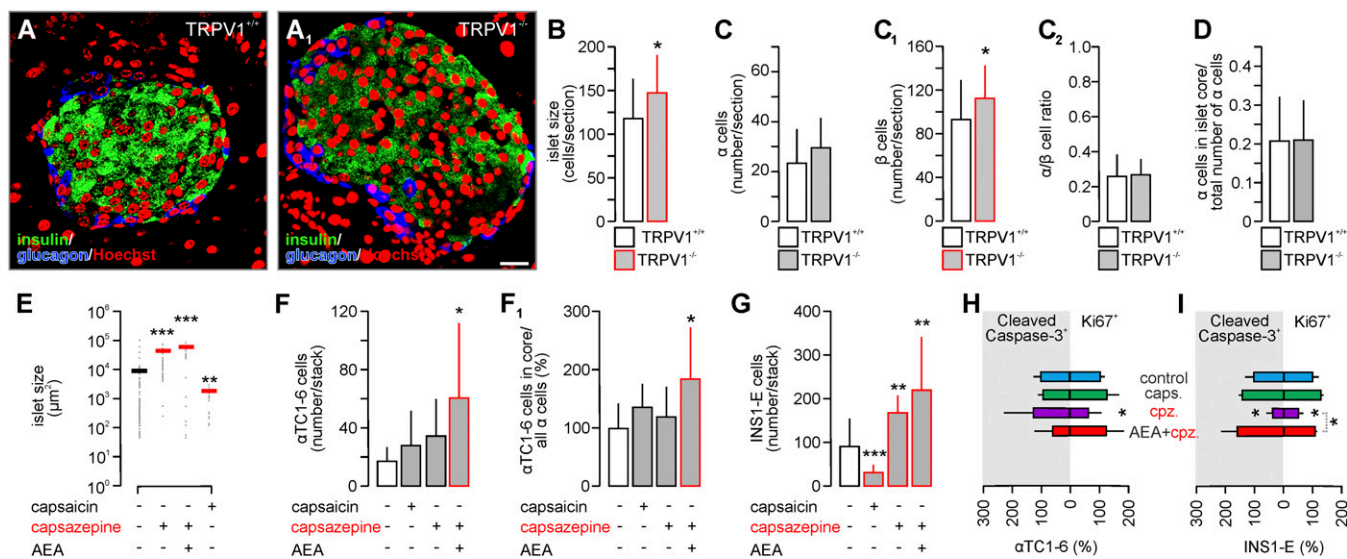 A
TRPV1+/+
insulin/
glucagon/Hoechst
A1
TRPV1-/-
insulin/
glucagon/Hoechst
B
islet size
(cells/section)
200
150
100
50
0
*
TRPV1+/+
TRPV1-/-
C
α cells
(number/section)
60
40
20
0
TRPV1+/+
TRPV1-/-
C1
β cells
(number/section)
160
120
80
40
0
*
TRPV1+/+
TRPV1-/-
C2
α/β cell ratio
1.0
0.8
0.6
0.4
0.2
0
TRPV1+/+
TRPV1-/-
D
α cells in islet core/
total number of α cells
0.4
0.3
0.2
0.1
0
TRPV1+/+
TRPV1-/-
E
islet size
(µm2)
10^6
10^5
10^4
10^3
10^2
10^1
10^0
***
***
**
capsaicin - - - +
capsazepine - + + -
AEA - - + -
F
αTC1-6 cells
(number/stack)
120
80
40
0
*
capsaicin - + - -
capsazepine - - + +
AEA - - - +
F1
αTC1-6 cells in core/
all α cells (%)
300
200
100
0
*
- + - -
- - + +
- - - +
G
INS1-E cells
(number/stack)
400
300
200
100
0
***
**
**
capsaicin - + - -
capsazepine - - + +
AEA - - - +
H
Cleaved
Caspase-3+
Ki67+
*
300 200 100 0 100 200
αTC1-6 (%)
control
caps.
cpz.
AEA+cpz.
I
Cleaved
Caspase-3+
Ki67+
* *
*
300 200 100 0 100 200
INS1-E (%)